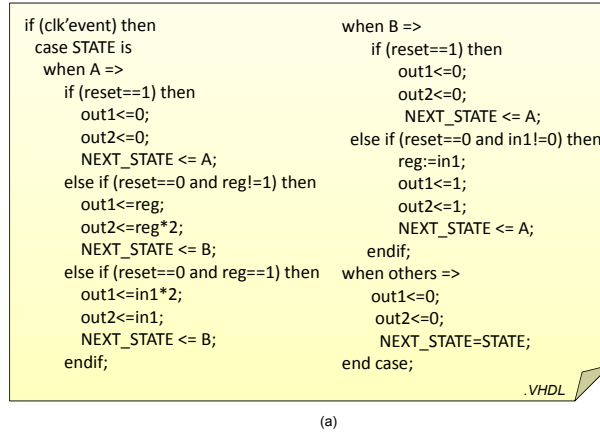 if (clk'event) then
case STATE is
when A =>
if (reset==1) then
out1<=0;
out2<=0;
NEXT_STATE <= A;
else if (reset==0 and reg!=1) then
out1<=reg;
out2<=reg*2;
NEXT_STATE <= B;
else if (reset==0 and reg==1) then
out1<=in1*2;
out2<=in1;
NEXT_STATE <= B;
endif;
when B =>
if (reset==1) then
out1<=0;
out2<=0;
NEXT_STATE <= A;
else if (reset==0 and in1!=0) then
reg:=in1;
out1<=1;
out2<=1;
NEXT_STATE <= A;
endif;
when others =>
out1<=0;
out2<=0;
NEXT_STATE=STATE;
end case;
.VHDL
(a)